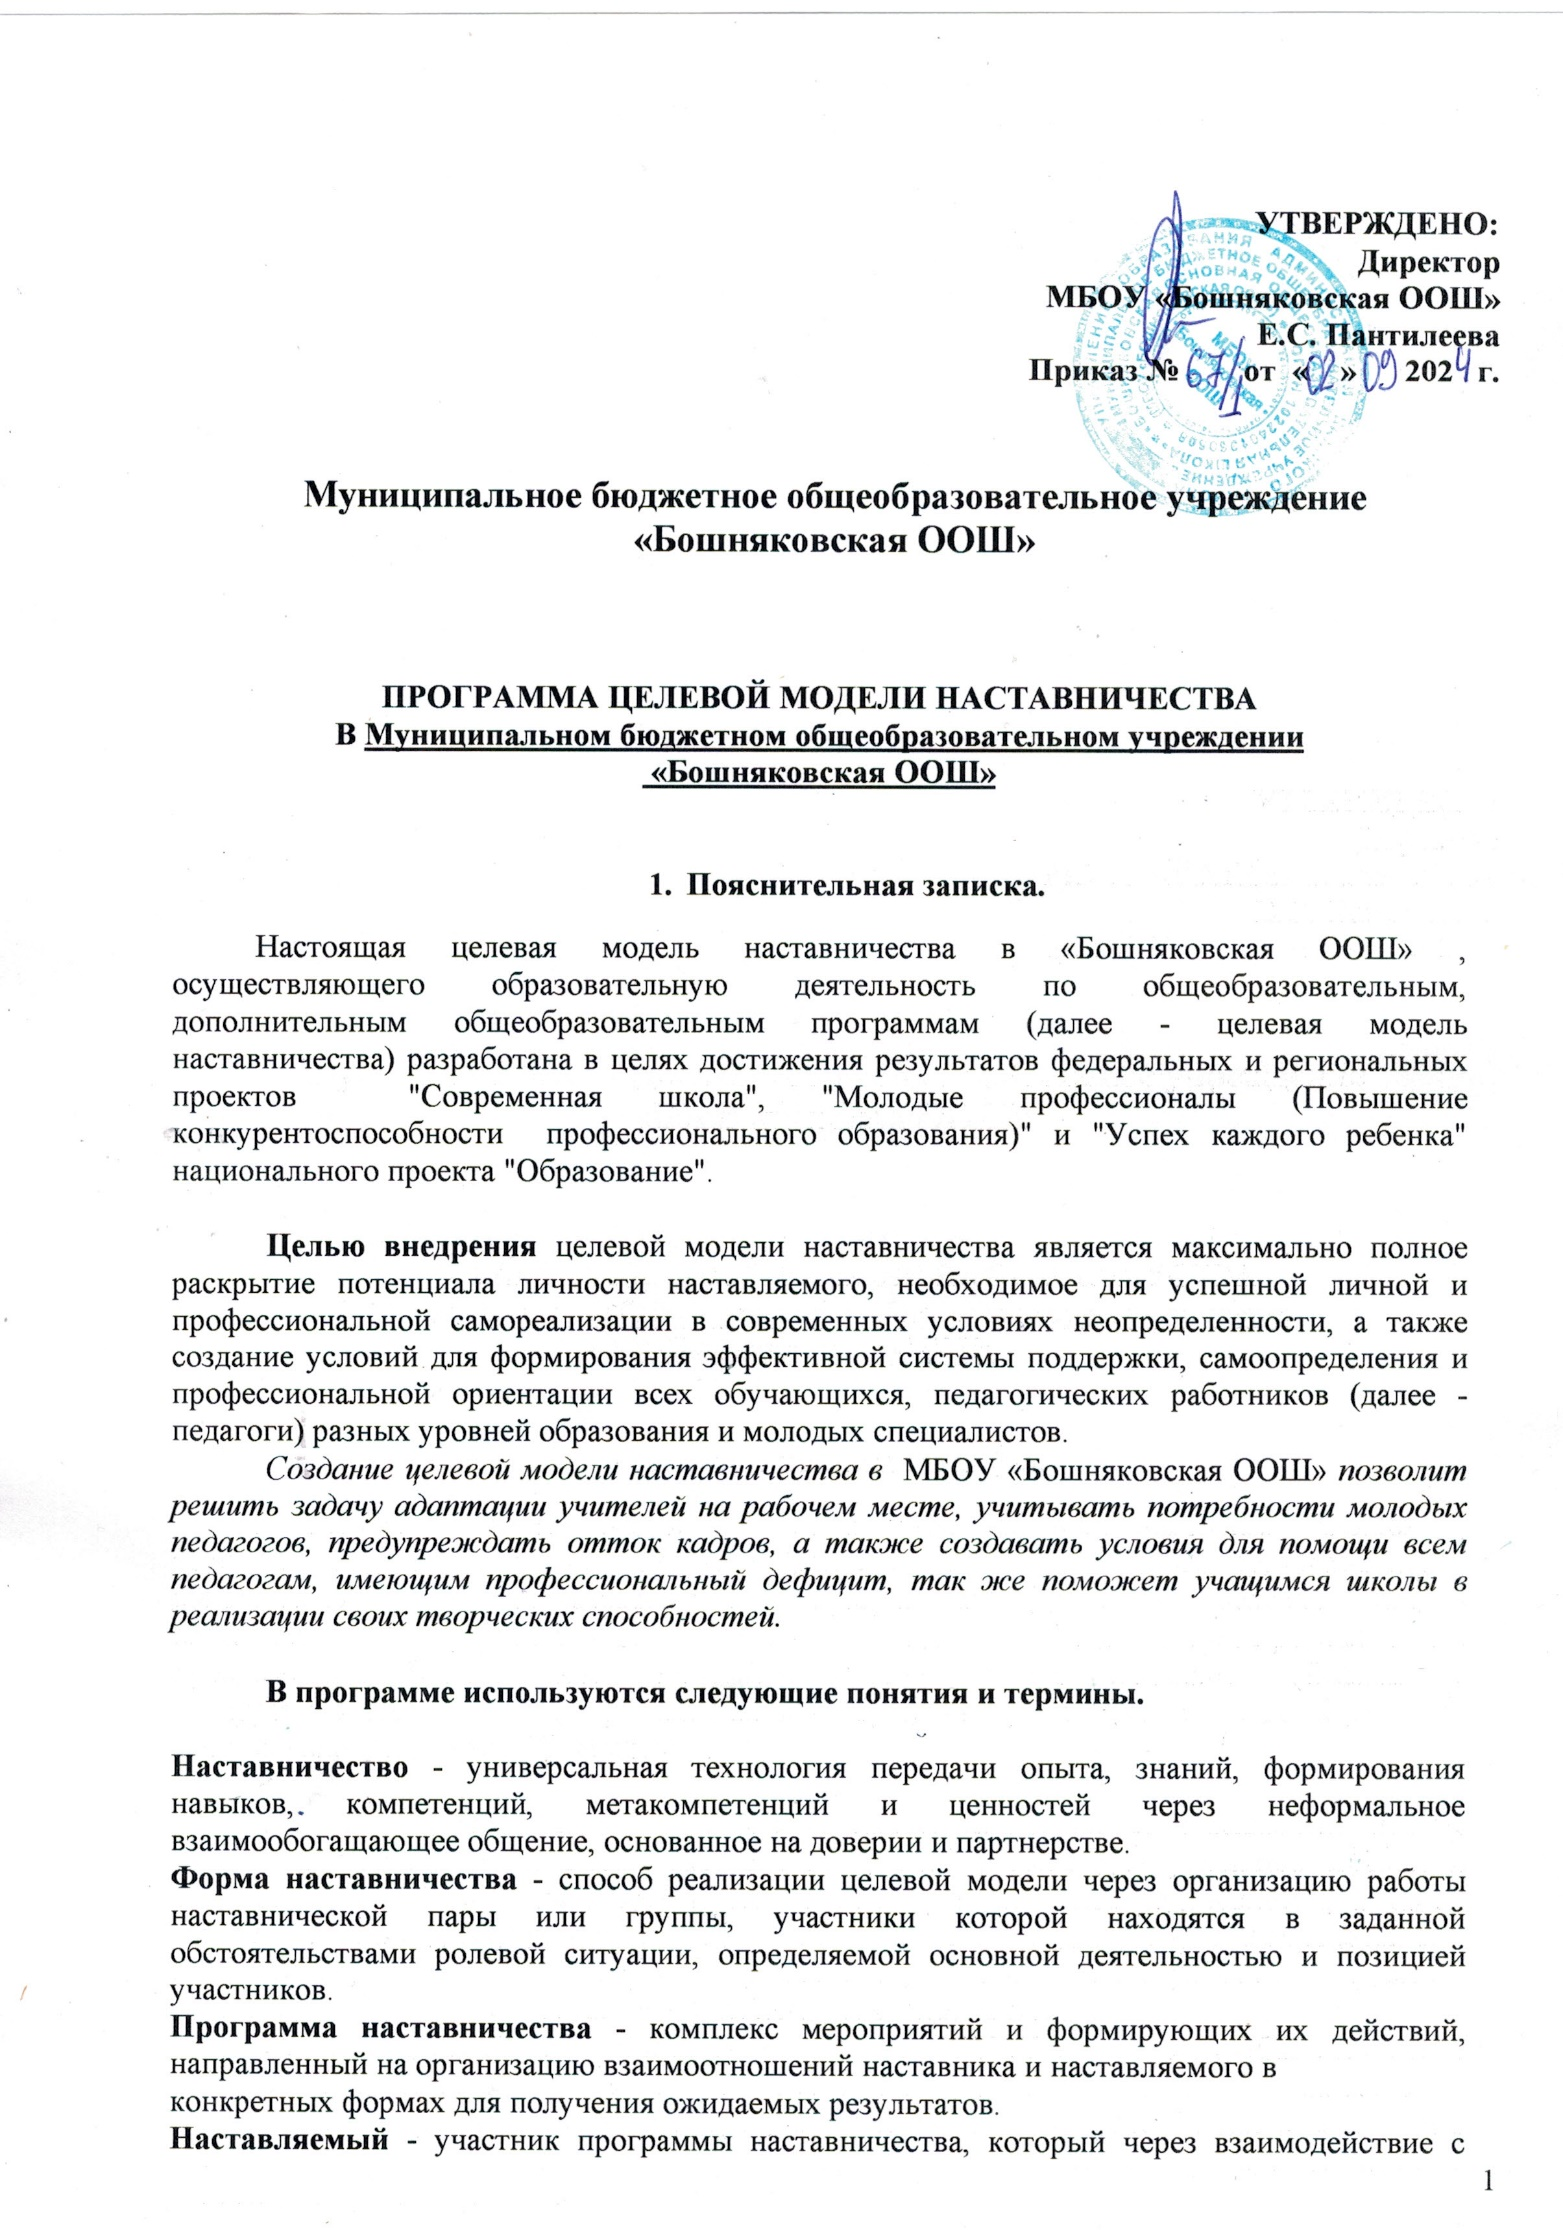 УТВЕРЖДЕНО:
Директор
МБОУ «Бошняковская ООШ»
Е.С. Пантилеева
Приказ № 67/1 от «02» 09 2024 г.
Муниципальное бюджетное общеобразовательное учреждение
«Бошняковская ООШ»
ПРОГРАММА ЦЕЛЕВОЙ МОДЕЛИ НАСТАВНИЧЕСТВА
В Муниципальном бюджетном общеобразовательном учреждении
«Бошняковская ООШ»
1. Пояснительная записка.
Настоящая целевая модель наставничества в «Бошняковская ООШ» ,
осуществляющего образовательную деятельность по общеобразовательным,
дополнительным общеобразовательным программам (далее - целевая модель
наставничества) разработана в целях достижения результатов федеральных и региональных
проектов "Современная школа", "Молодые профессионалы (Повышение
конкурентоспособности профессионального образования)" и "Успех каждого ребенка"
национального проекта "Образование".
Целью внедрения целевой модели наставничества является максимально полное
раскрытие потенциала личности наставляемого, необходимое для успешной личной и
профессиональной самореализации в современных условиях неопределенности, а также
создание условий для формирования эффективной системы поддержки, самоопределения и
профессиональной ориентации всех обучающихся, педагогических работников (далее -
педагоги) разных уровней образования и молодых специалистов.
Создание целевой модели наставничества в МБОУ «Бошняковская ООШ» позволит
решить задачу адаптации учителей на рабочем месте, учитывать потребности молодых
педагогов, предупреждать отток кадров, а также создавать условия для помощи всем
педагогам, имеющим профессиональный дефицит, так же поможет учащимся школы в
реализации своих творческих способностей.
В программе используются следующие понятия и термины.
Наставничество - универсальная технология передачи опыта, знаний, формирования
навыков, компетенций, метакомпетенций и ценностей через неформальное
взаимообогащающее общение, основанное на доверии и партнерстве.
Форма наставничества - способ реализации целевой модели через организацию работы
наставнической пары или группы, участники которой находятся в заданной
обстоятельствами ролевой ситуации, определяемой основной деятельностью и позицией
участников.
Программа наставничества - комплекс мероприятий и формирующих их действий,
направленный на организацию взаимоотношений наставника и наставляемого в
конкретных формах для получения ожидаемых результатов.
Наставляемый - участник программы наставничества, который через взаимодействие с
1